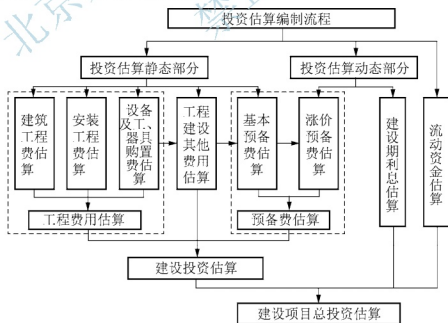 投资估算编制流程
投资估算静态部分
投资估算动态部分
建筑工程费估算
安装工程费估算
设备及工、器具购置费估算
工程建设其他费用估算
基本预备费估算
涨价预备费估算
建设期利息估算
流动资金估算
工程费用估算
预备费估算
建设投资估算
建设项目总投资估算
北京